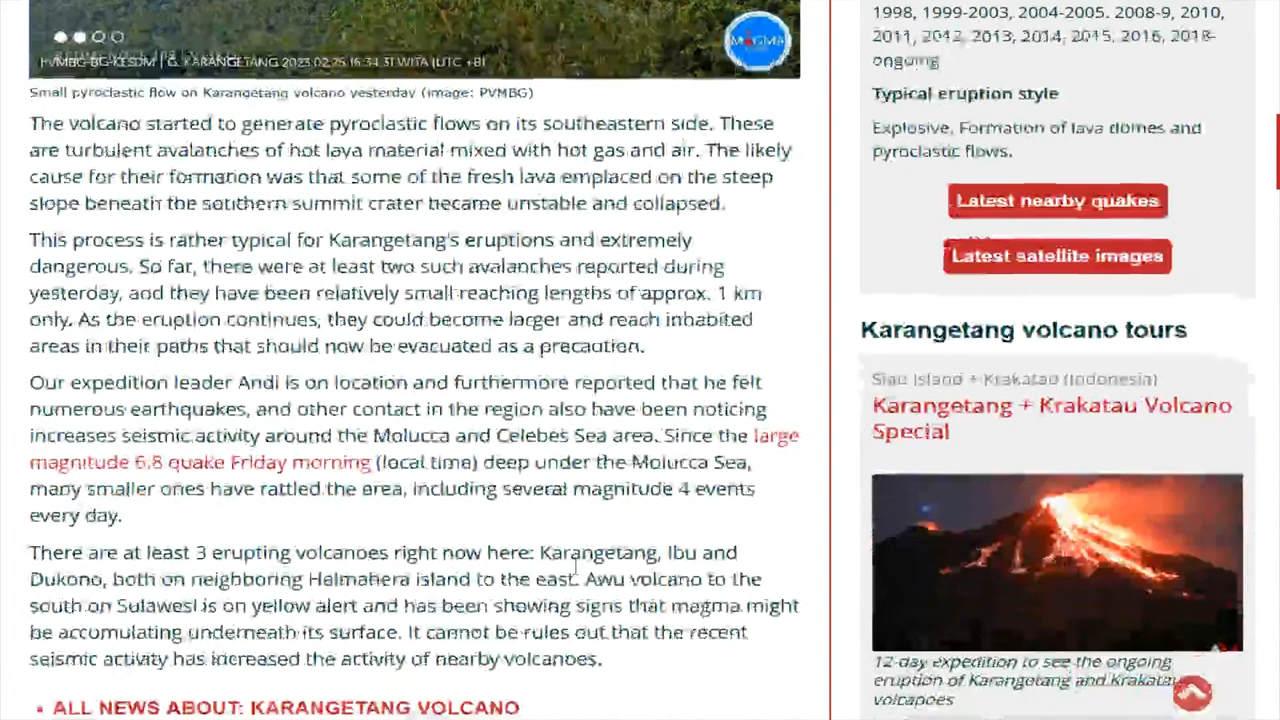 MAGMA
PVMBG-BG-KESDM | G. KARANGETANG 2023.02.25 16:34:31 WITA (UTC +8)
Small pyroclastic flow on Karangetang volcano yesterday (image: PVMBG)
The volcano started to generate pyroclastic flows on its southeastern side. These
are turbulent avalanches of hot lava material mixed with hot gas and air. The likely
cause for their formation was that some of the fresh lava emplaced on the steep
slope beneath the southern summit crater became unstable and collapsed.
This process is rather typical for Karangetang's eruptions and extremely
dangerous. So far, there were at least two such avalanches reported during
yesterday, and they have been relatively small reaching lengths of approx. 1 km
only. As the eruption continues, they could become larger and reach inhabited
areas in their paths that should now be evacuated as a precaution.
Our expedition leader Andi is on location and furthermore reported that he felt
numerous earthquakes, and other contact in the region also have been noticing
increases seismic activity around the Molucca and Celebes Sea area. Since the large
magnitude 6.8 quake Friday morning (local time) deep under the Molucca Sea,
many smaller ones have rattled the area, including several magnitude 4 events
every day.
There are at least 3 erupting volcanoes right now here: Karangetang, Ibu and
Dukono, both on neighboring Halmahera island to the east. Awu volcano to the
south on Sulawesi is on yellow alert and has been showing signs that magma might
be accumulating underneath its surface. It cannot be rules out that the recent
seismic activity has increased the activity of nearby volcanoes.
• ALL NEWS ABOUT: KARANGETANG VOLCANO
1998, 1999-2003, 2004-2005. 2008-9, 2010,
2011, 2012, 2013, 2014, 2015, 2016, 2018-
ongoing
Typical eruption style
Explosive. Formation of lava domes and
pyroclastic flows.
Latest nearby quakes
Latest satellite images
Karangetang volcano tours
Siau Island + Krakatau (Indonesia)
Karangetang + Krakatau Volcano
Special
12-day expedition to see the ongoing
eruption of Karangetang and Krakatau
volcanoes